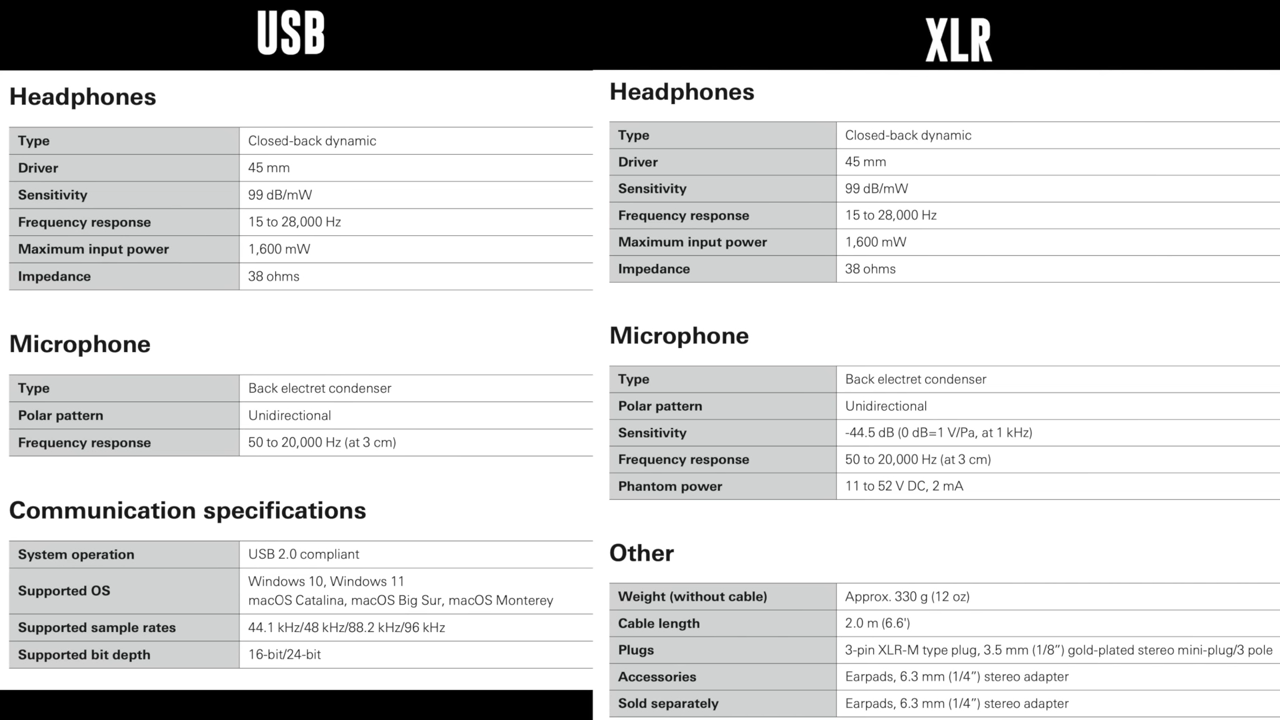 USB
Headphones
Type Closed-back dynamic
Driver 45 mm
Sensitivity 99 dB/mW
Frequency response 15 to 28,000 Hz
Maximum input power 1,600 mW
Impedance 38 ohms
Microphone
Type Back electret condenser
Polar pattern Unidirectional
Frequency response 50 to 20,000 Hz (at 3 cm)
Communication specifications
System operation USB 2.0 compliant
Supported OS Windows 10, Windows 11
macOS Catalina, macOS Big Sur, macOS Monterey
Supported sample rates 44.1 kHz/48 kHz/88.2 kHz/96 kHz
Supported bit depth 16-bit/24-bit
XLR
Headphones
Type Closed-back dynamic
Driver 45 mm
Sensitivity 99 dB/mW
Frequency response 15 to 28,000 Hz
Maximum input power 1,600 mW
Impedance 38 ohms
Microphone
Type Back electret condenser
Polar pattern Unidirectional
Sensitivity -44.5 dB (0 dB=1 V/Pa, at 1 kHz)
Frequency response 50 to 20,000 Hz (at 3 cm)
Phantom power 11 to 52 V DC, 2 mA
Other
Weight (without cable) Approx. 330 g (12 oz)
Cable length 2.0 m (6.6')
Plugs 3-pin XLR-M type plug, 3.5 mm (1/8”) gold-plated stereo mini-plug/3 pole
Accessories Earpads, 6.3 mm (1/4”) stereo adapter
Sold separately Earpads, 6.3 mm (1/4”) stereo adapter